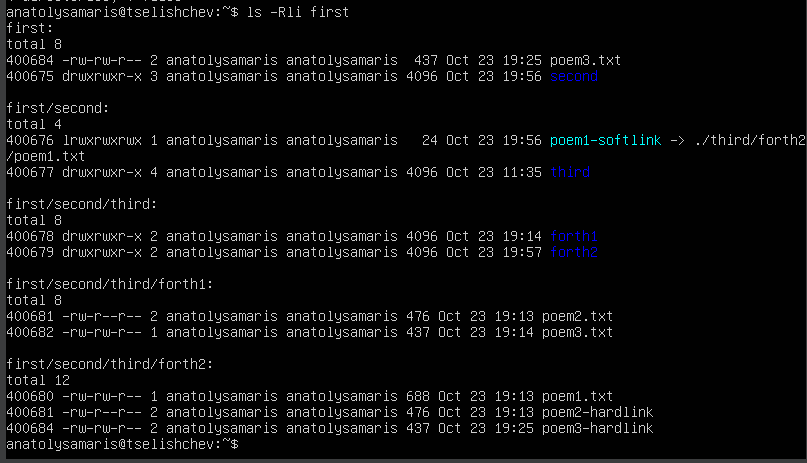 anatolysamaris@tselishchev:~$ ls -Rli first
first:
total 8
400684 -rw-rw-r-- 2 anatolysamaris anatolysamaris  437 Oct 23 19:25 poem3.txt
400675 drwxrwxr-x 3 anatolysamaris anatolysamaris 4096 Oct 23 19:56 second

first/second:
total 4
400676 lrwxrwxrwx 1 anatolysamaris anatolysamaris   24 Oct 23 19:56 poem1-softlink -> ./third/forth2
/poem1.txt
400677 drwxrwxr-x 4 anatolysamaris anatolysamaris 4096 Oct 23 11:35 third

first/second/third:
total 8
400678 drwxrwxr-x 2 anatolysamaris anatolysamaris 4096 Oct 23 19:14 forth1
400679 drwxrwxr-x 2 anatolysamaris anatolysamaris 4096 Oct 23 19:57 forth2

first/second/third/forth1:
total 8
400681 -rw-r--r-- 2 anatolysamaris anatolysamaris 476 Oct 23 19:13 poem2.txt
400682 -rw-rw-r-- 1 anatolysamaris anatolysamaris 437 Oct 23 19:14 poem3.txt

first/second/third/forth2:
total 12
400680 -rw-rw-r-- 1 anatolysamaris anatolysamaris 688 Oct 23 19:13 poem1.txt
400681 -rw-r--r-- 2 anatolysamaris anatolysamaris 476 Oct 23 19:13 poem2-hardlink
400684 -rw-rw-r-- 2 anatolysamaris anatolysamaris 437 Oct 23 19:25 poem3-hardlink
anatolysamaris@tselishchev:~$